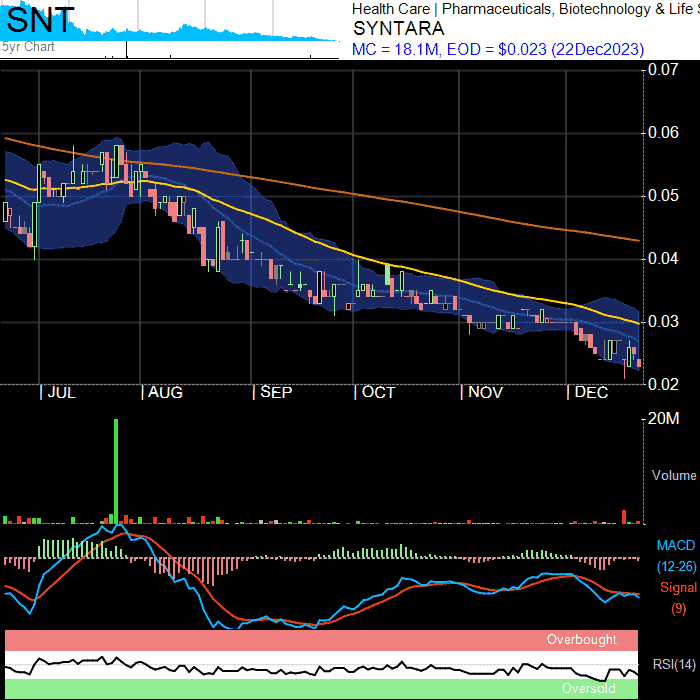 SNT
5yr Chart
Health Care | Pharmaceuticals, Biotechnology & Life
SYNTARA
MC = 18.1M, EOD = $0.023 (22Dec2023)
0.07
0.06
0.05
0.04
0.03
0.02
JUL AUG SEP OCT NOV DEC
20M
Volume
MACD
(12-26)
Signal
(9)
Overbought
RSI(14)
Oversold